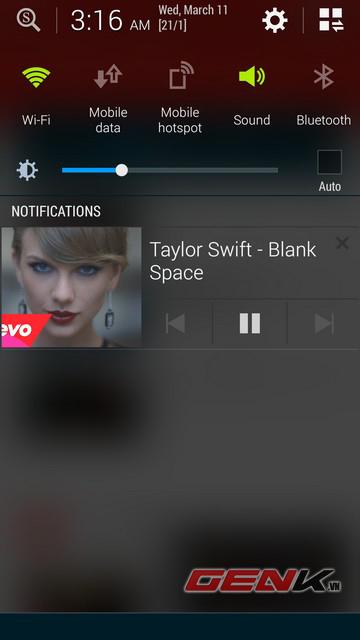 S
3:16 AM
Wed, March 11
[21/1]
Wi-Fi
Mobile data
Mobile hotspot
Sound
Bluetooth
Auto
NOTIFICATIONS
Taylor Swift - Blank
Space
evo
GENK.VN